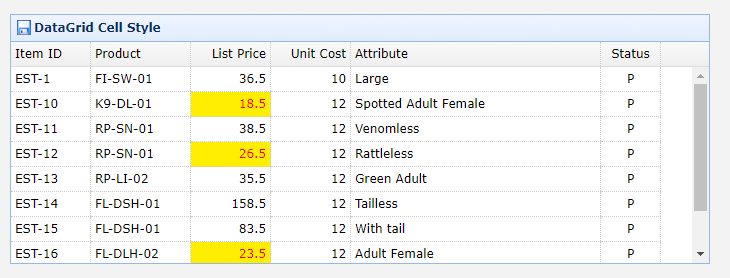 DataGrid Cell Style
Item ID Product List Price Unit Cost Attribute Status
EST-1 FI-SW-01 36.5 10 Large P
EST-10 K9-DL-01 18.5 12 Spotted Adult Female P
EST-11 RP-SN-01 38.5 12 Venomless P
EST-12 RP-SN-01 26.5 12 Rattleless P
EST-13 RP-LI-02 35.5 12 Green Adult P
EST-14 FL-DSH-01 158.5 12 Tailless P
EST-15 FL-DSH-01 83.5 12 With tail P
EST-16 FL-DLH-02 23.5 12 Adult Female P